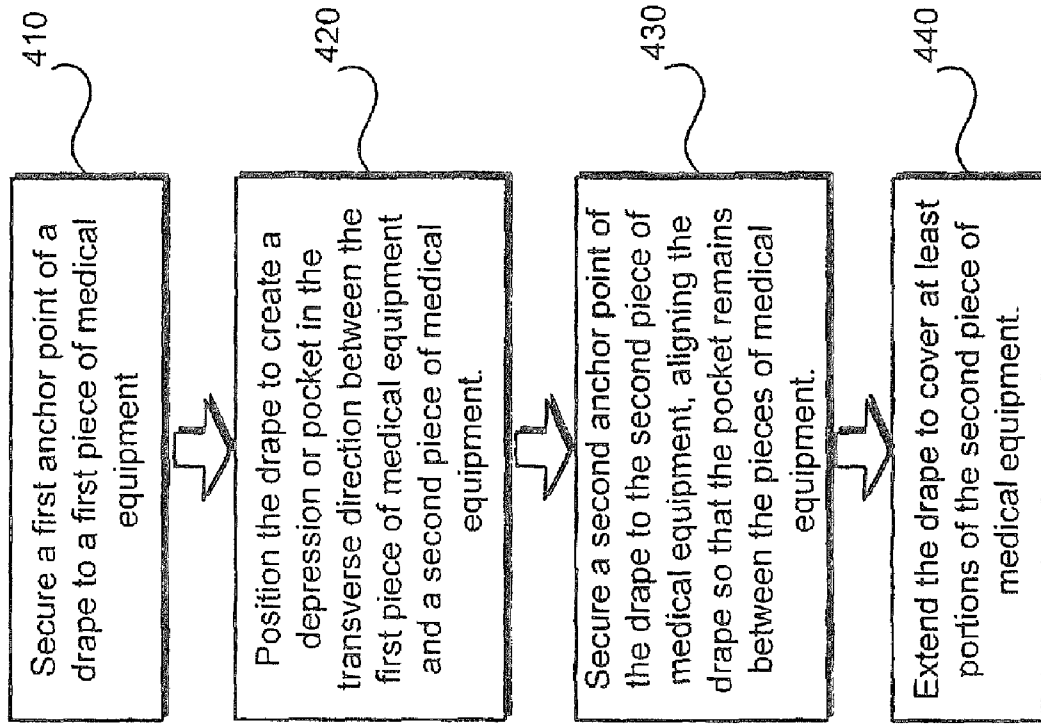 410
Secure a first anchor point of a
drape to a first piece of medical
equipment
420
Position the drape to create a
depression or pocket in the
transverse direction between the
first piece of medical equipment
and a second piece of medical
equipment.
430
Secure a second anchor point of
the drape to the second piece of
medical equipment, aligning the
drape so that the pocket remains
between the pieces of medical
equipment.
440
Extend the drape to cover at least
portions of the second piece of
medical equipment.